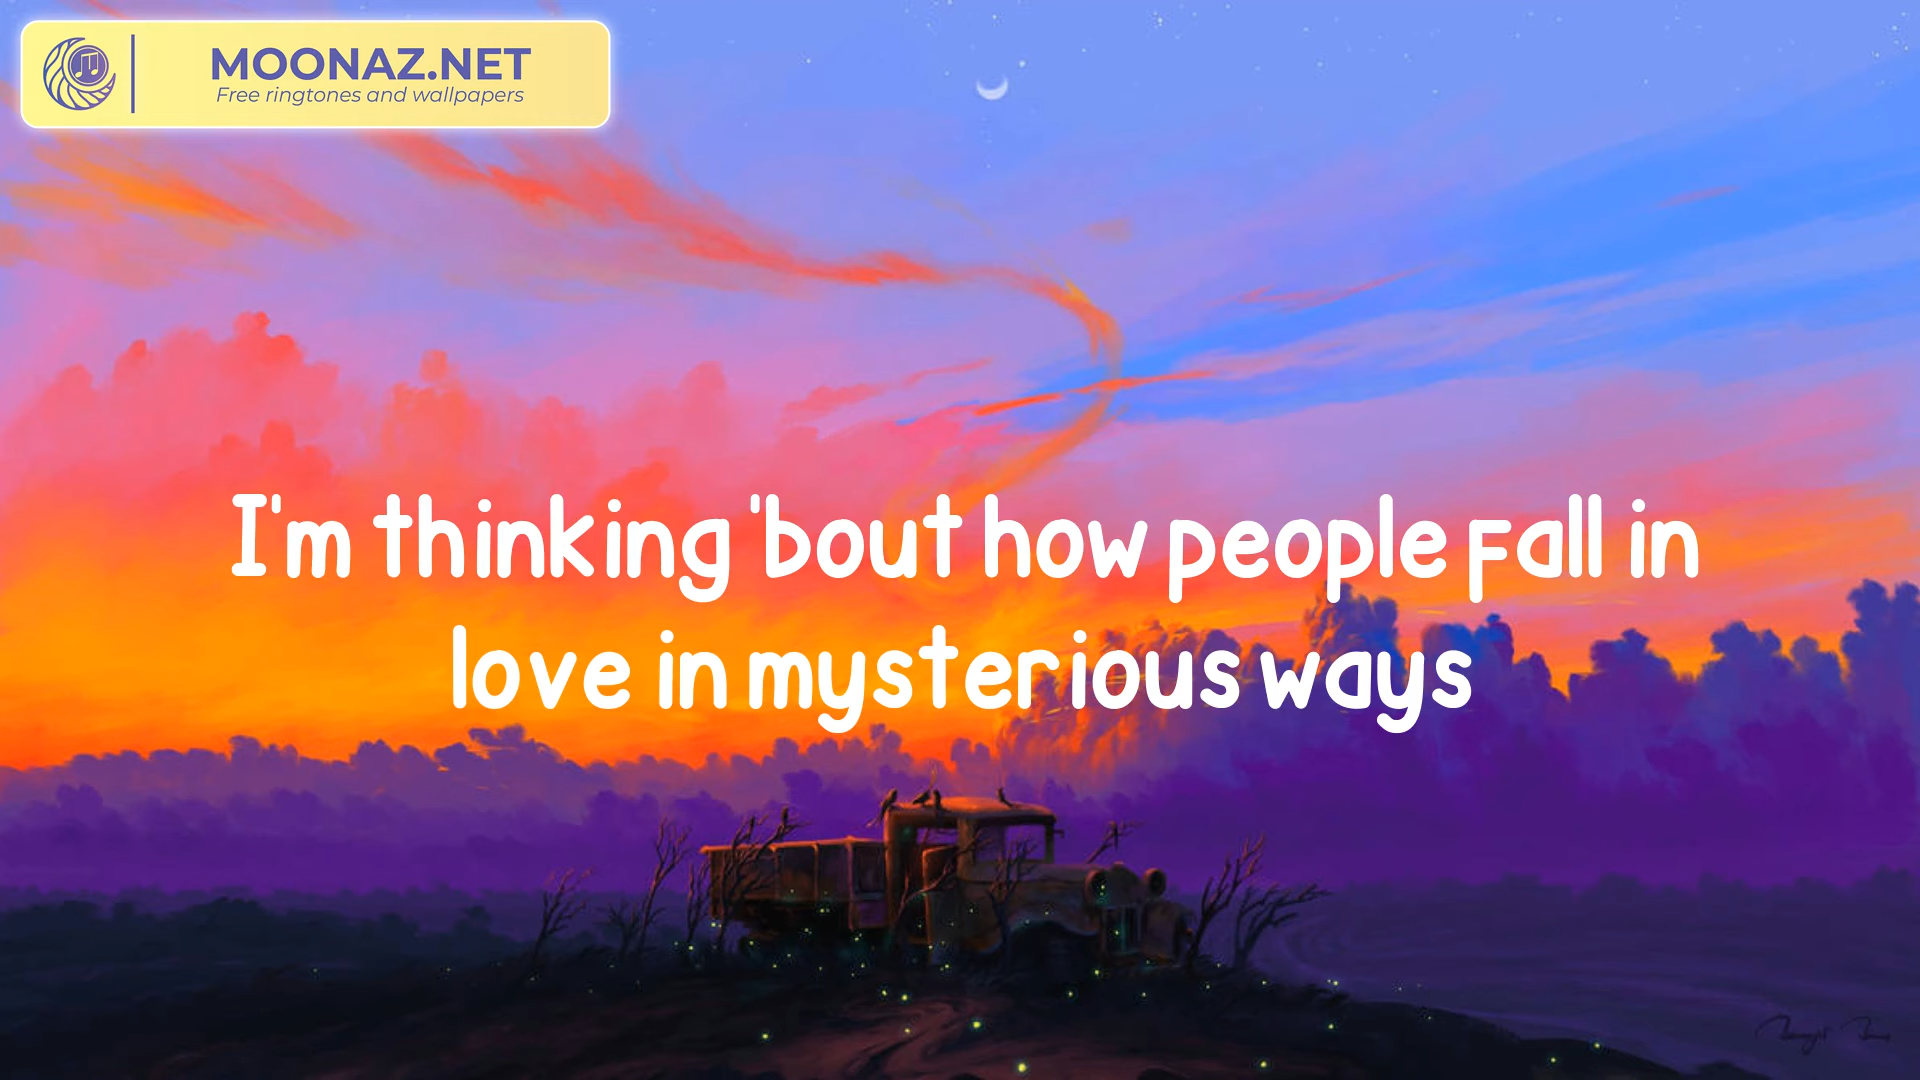 MOONAZ.NET
Free ringtones and wallpapers
I'm thinking 'bout how people fall in
love in mysterious ways